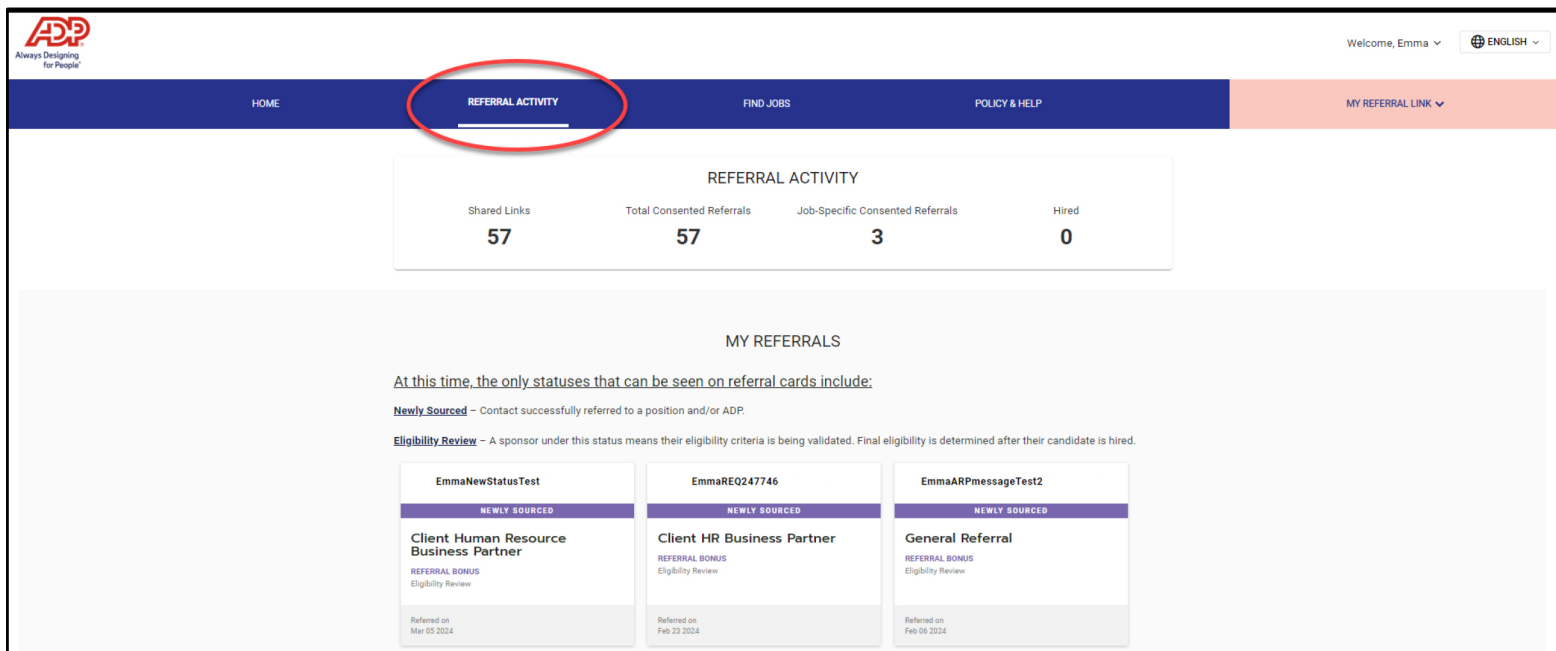 ADP
Always Designing
for People®
Welcome, Emma
ENGLISH
HOME
REFERRAL ACTIVITY
FIND JOBS
POLICY & HELP
MY REFERRAL LINK
REFERRAL ACTIVITY
Shared Links
57
Total Consented Referrals
57
Job-Specific Consented Referrals
3
Hired
0
MY REFERRALS
At this time, the only statuses that can be seen on referral cards include:
Newly Sourced – Contact successfully referred to a position and/or ADP.
Eligibility Review – A sponsor under this status means their eligibility criteria is being validated. Final eligibility is determined after their candidate is hired.
EmmaNewStatusTest
NEWLY SOURCED
Client Human Resource
Business Partner
REFERRAL BONUS
Eligibility Review
Referred on
Mar 05 2024
EmmaREQ247746
NEWLY SOURCED
Client HR Business Partner
REFERRAL BONUS
Eligibility Review
Referred on
Feb 23 2024
EmmaARPmessageTest2
NEWLY SOURCED
General Referral
REFERRAL BONUS
Eligibility Review
Referred on
Feb 06 2024